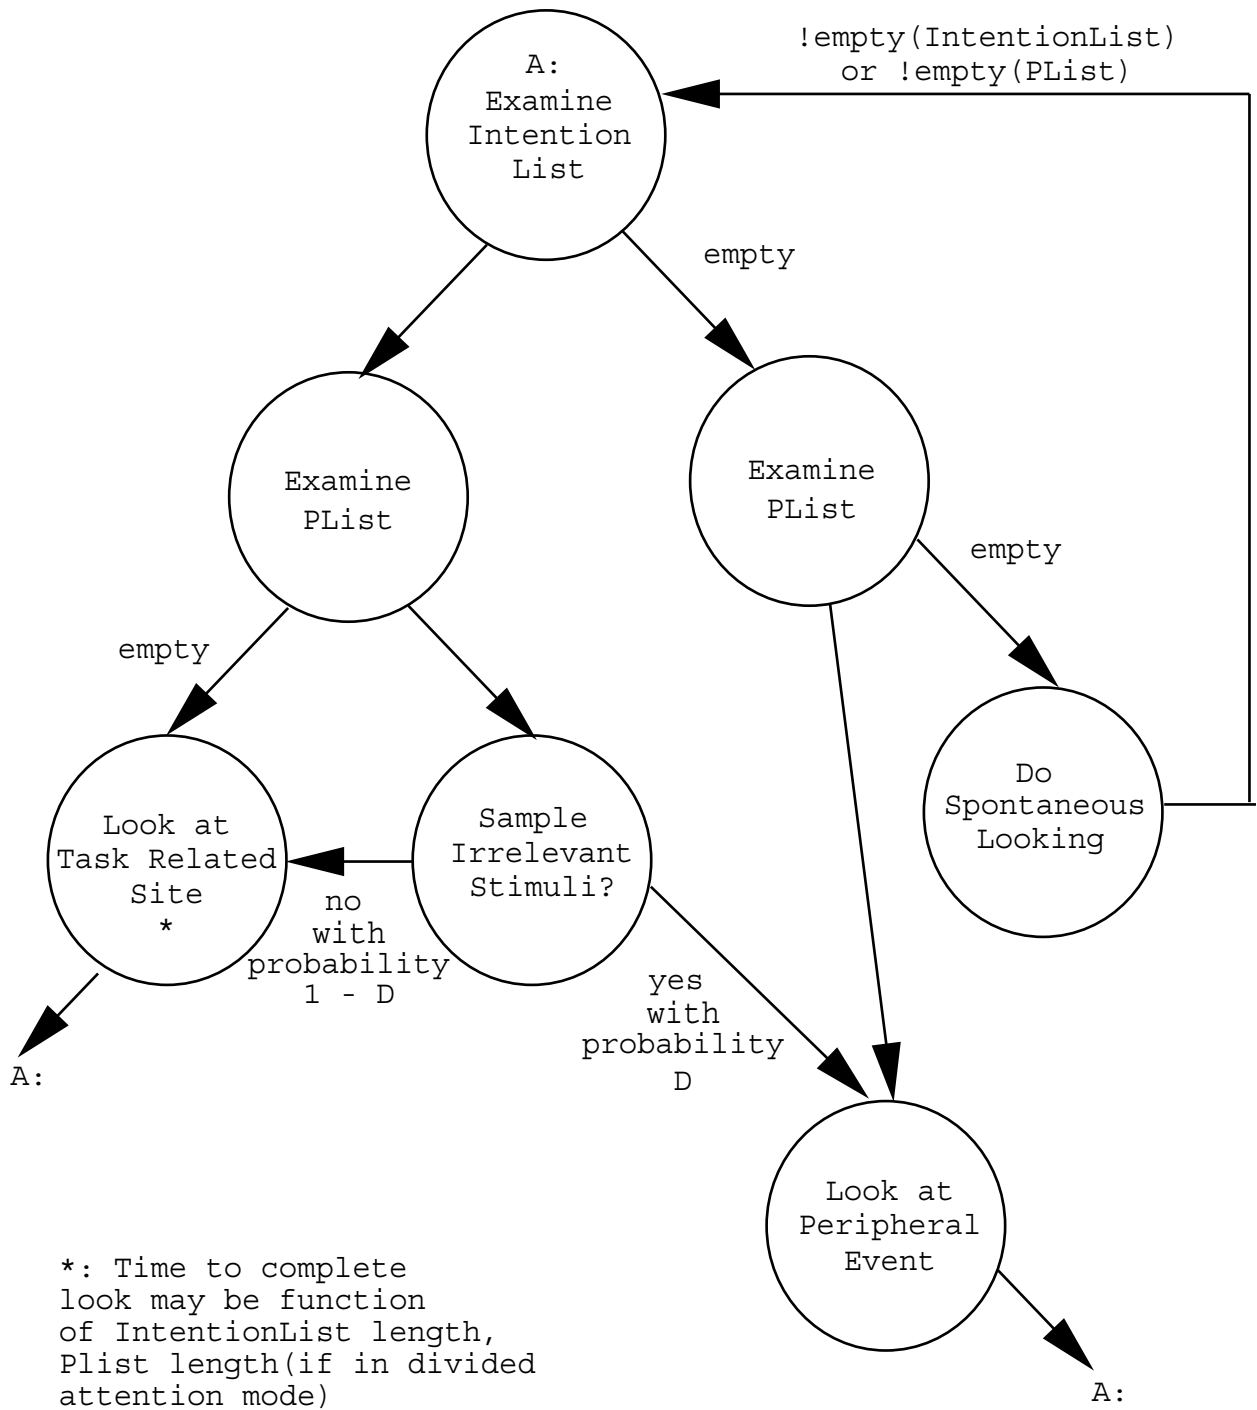 !empty(IntentionList)
or !empty(PList)
A:
Examine
Intention
List
empty
Examine
PList
Examine
PList
empty
empty
Do
Spontaneous
Looking
Look at
Task Related
Site
*
Sample
Irrelevant
Stimuli?
no
with
probability
1 - D
yes
with
probability
D
A:
Look at
Peripheral
Event
*: Time to complete
look may be function
of IntentionList length,
Plist length(if in divided
attention mode)
A: